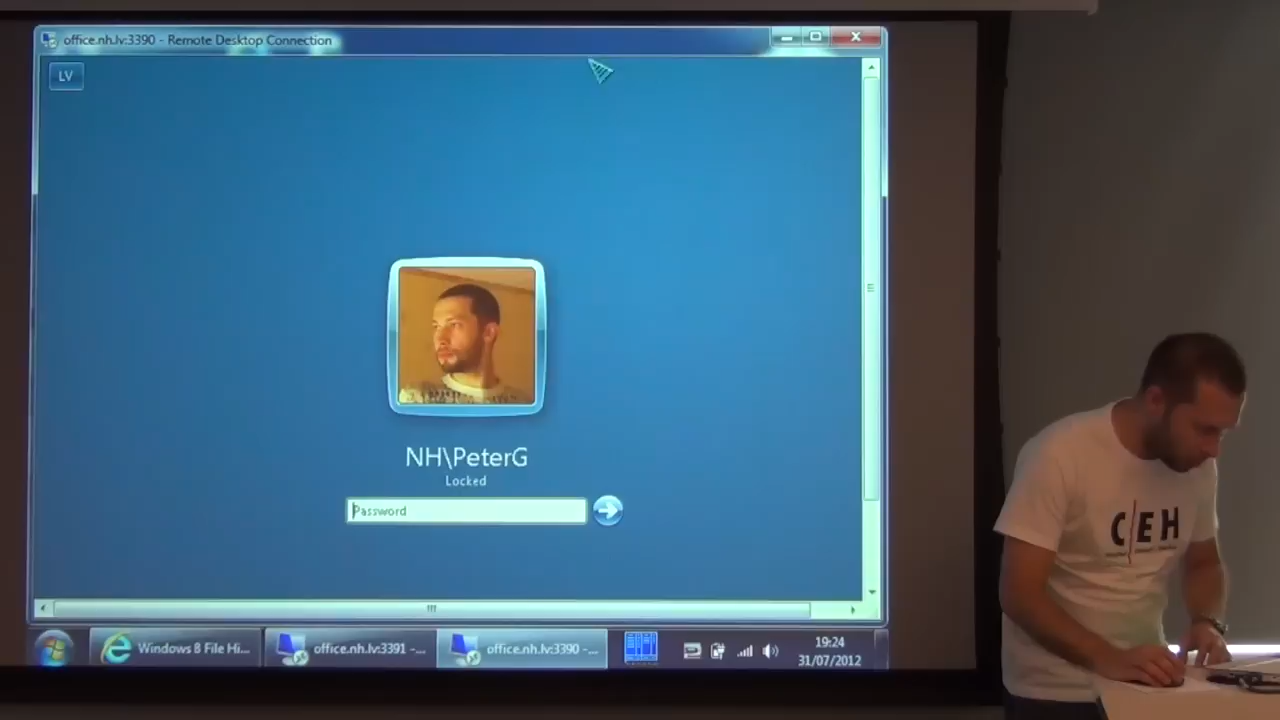 office.nh.lv:3390 - Remote Desktop Connection
LV
NH\PeterG
Locked
Password
Windows 8 File Hi...
office.nh.lv:3391 -...
office.nh.lv:3390 -...
19:24
31/07/2012
C|EH